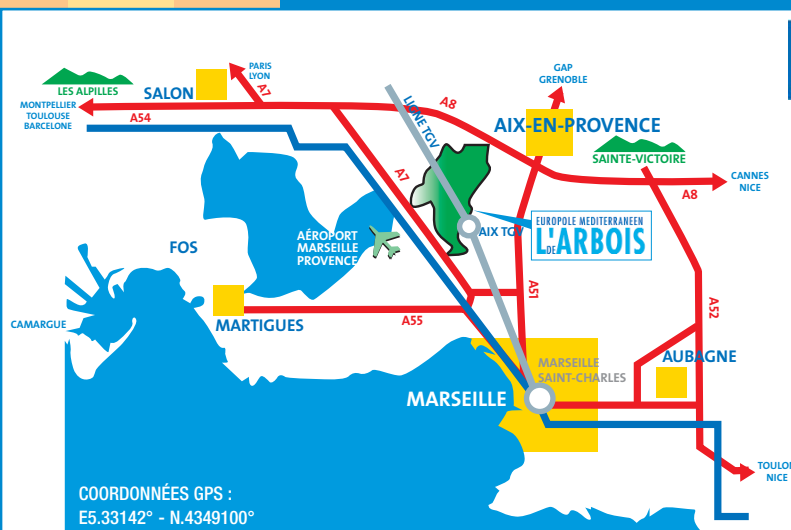 PARIS
LYON
GAP
GRENOBLE
LES ALPILLES
SALON
A7
MONTPELLIER
TOULOUSE
BARCELONE
A54
LIGNE TGV
A8
AIX-EN-PROVENCE
SAINTE-VICTOIRE
CANNES
NICE
A8
A7
EUROPOLE MEDITERRANEEN
DE L'ARBOIS
AIX TGV
AÉROPORT
MARSEILLE
PROVENCE
FOS
A51
A52
CAMARGUE
MARTIGUES
A55
AUBAGNE
MARSEILLE
SAINT-CHARLES
MARSEILLE
NICE
COORDONNÉES GPS :
E5.33142° - N.4349100°